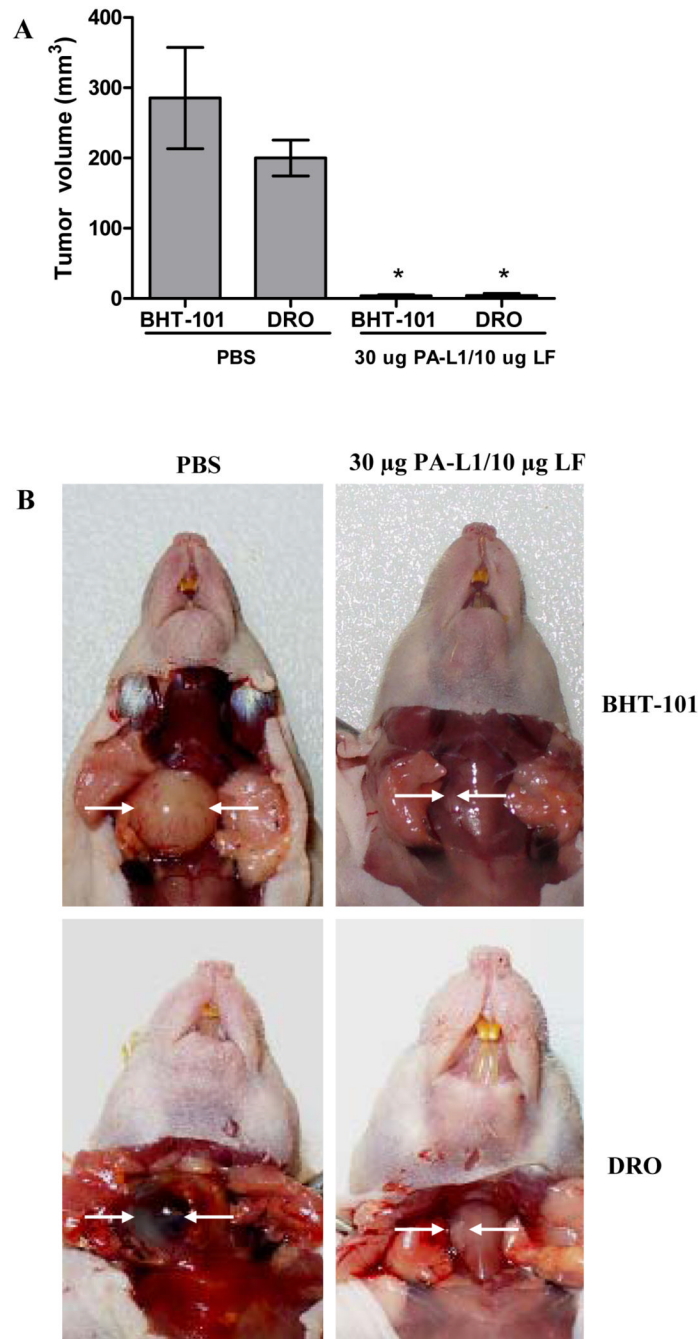 A
Tumor volume (mm³)
400
300
200
100
0
BHT-101 DRO BHT-101 DRO
* *
PBS 30 ug PA-L1/10 ug LF
B
PBS 30 µg PA-L1/10 µg LF
BHT-101
DRO